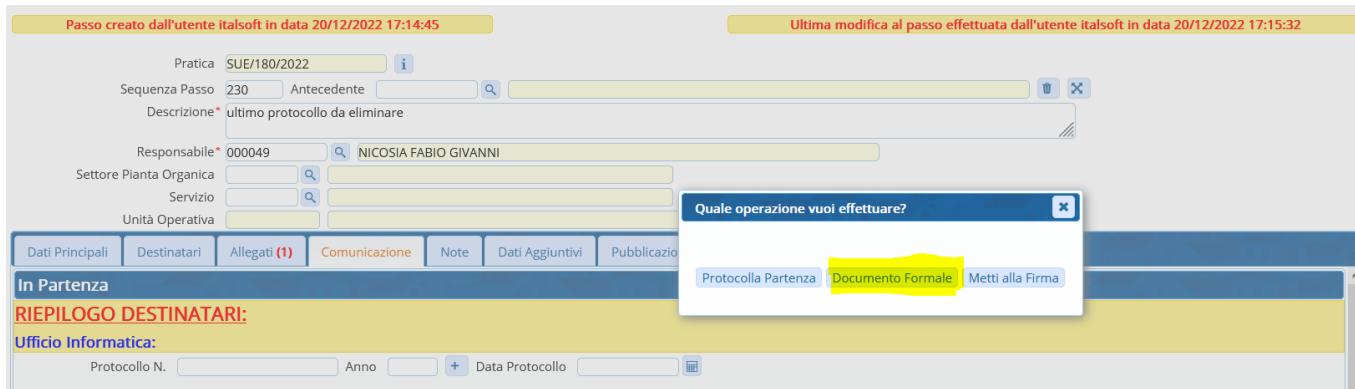 Passo creato dall'utente italsoft in data 20/12/2022 17:14:45
Ultima modifica al passo effettuata dall'utente italsoft in data 20/12/2022 17:15:32
Pratica SUE/180/2022 i
Sequenza Passo 230 Antecedente
Descrizione* ultimo protocollo da eliminare
Responsabile* 000049 NICOSIA FABIO GIVANNI
Settore Pianta Organica
Servizio
Unità Operativa
Quale operazione vuoi effettuare?
Protocolla Partenza Documento Formale Metti alla Firma
Dati Principali Destinatari Allegati (1) Comunicazione Note Dati Aggiuntivi Pubblicazio
In Partenza
RIEPILOGO DESTINATARI:
Ufficio Informatica:
Protocollo N. Anno + Data Protocollo